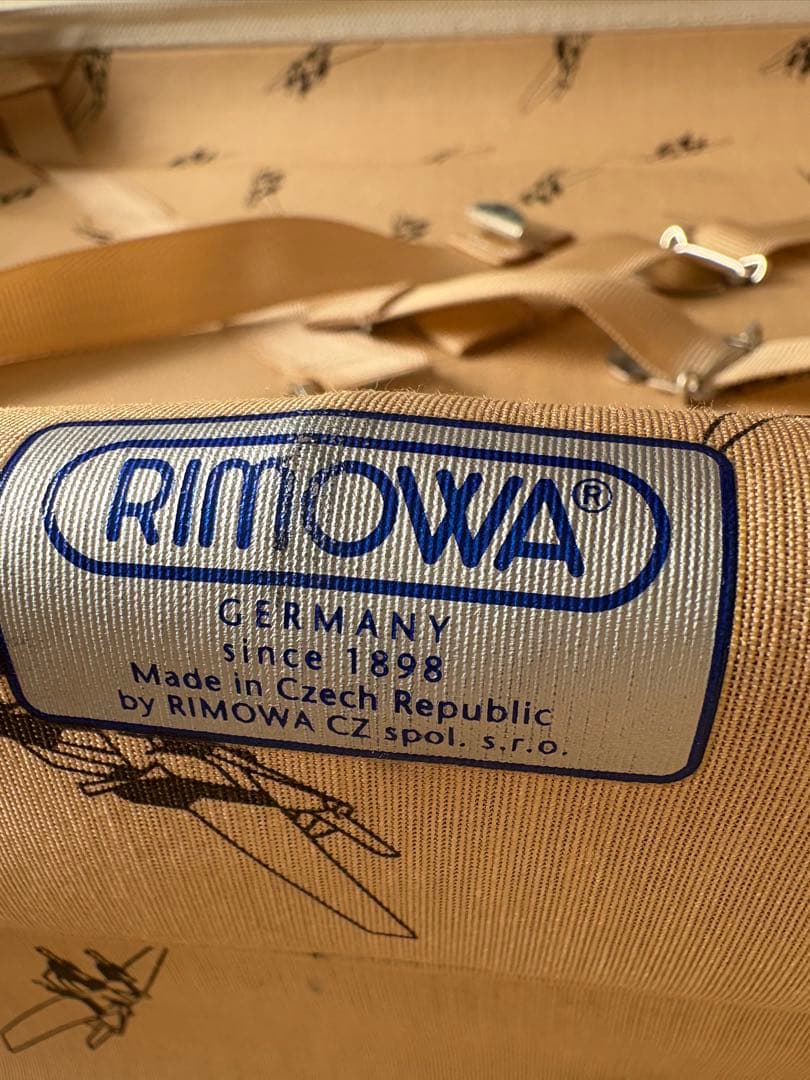 RIMOWA®
GERMANY
since 1898
Made in Czech Republic
by RIMOWA CZ spol. s.r.o.